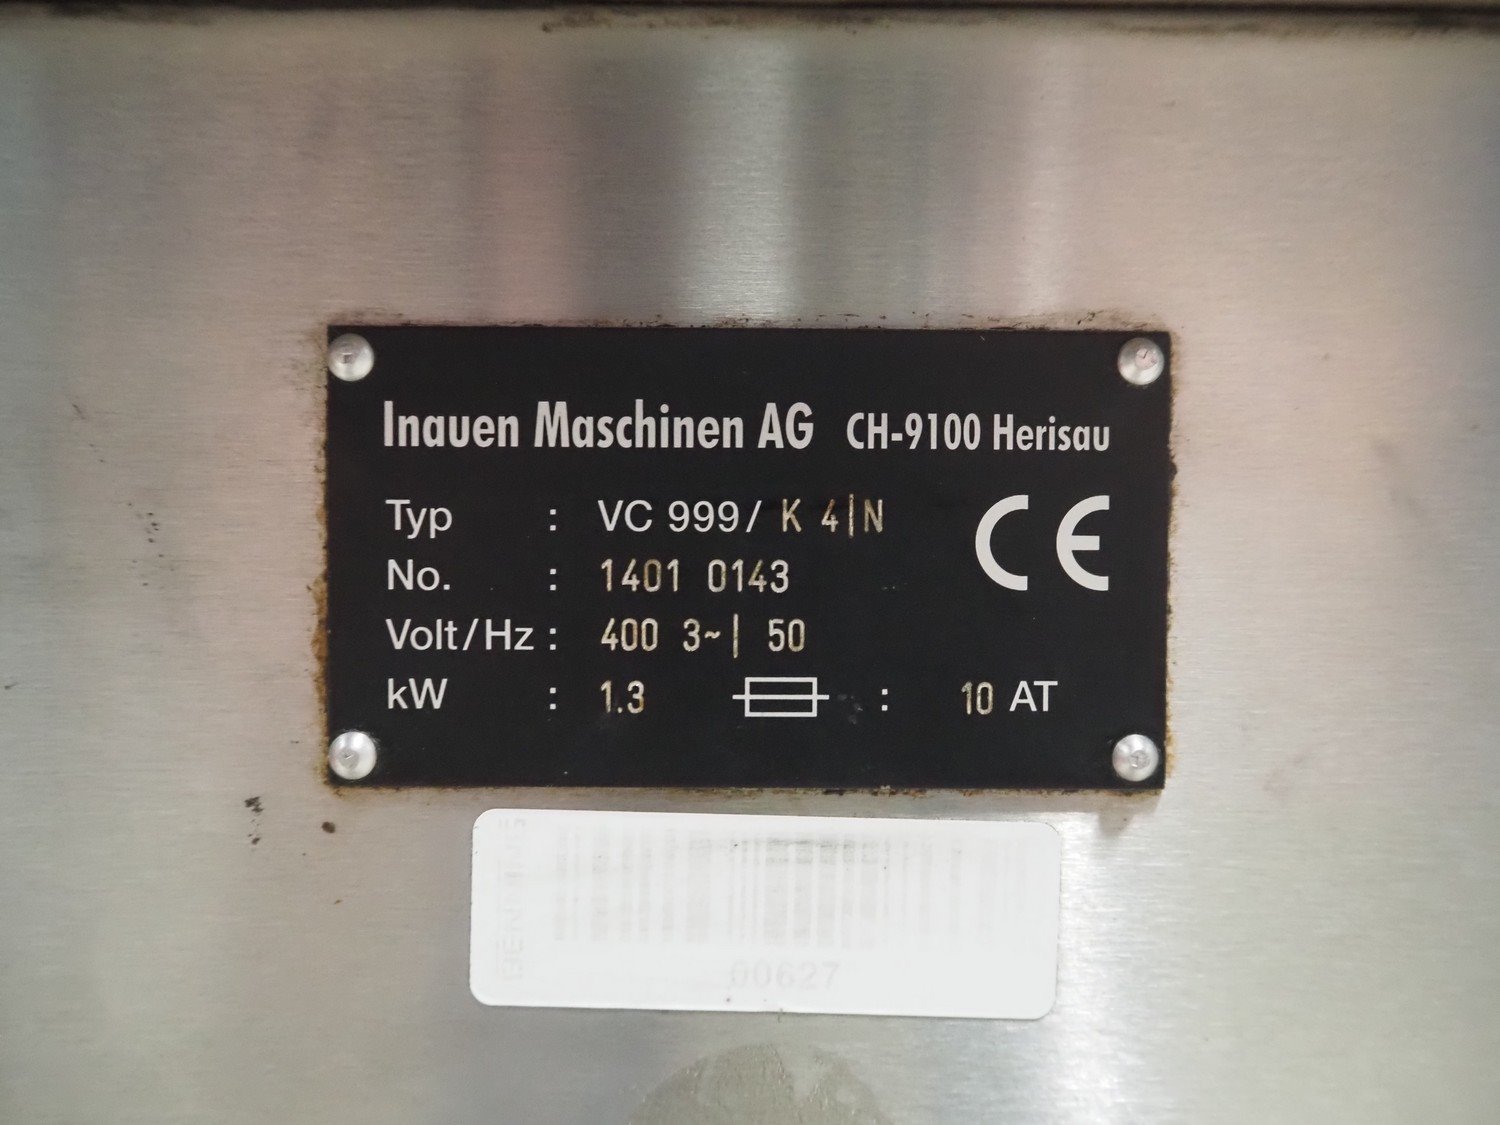 Inauen Maschinen AG CH-9100 Herisau
Typ : VC 999/ K 4|N
No. : 1401 0143
Volt/Hz : 400 3~| 50
kW : 1.3 : 10 AT
CE
00627